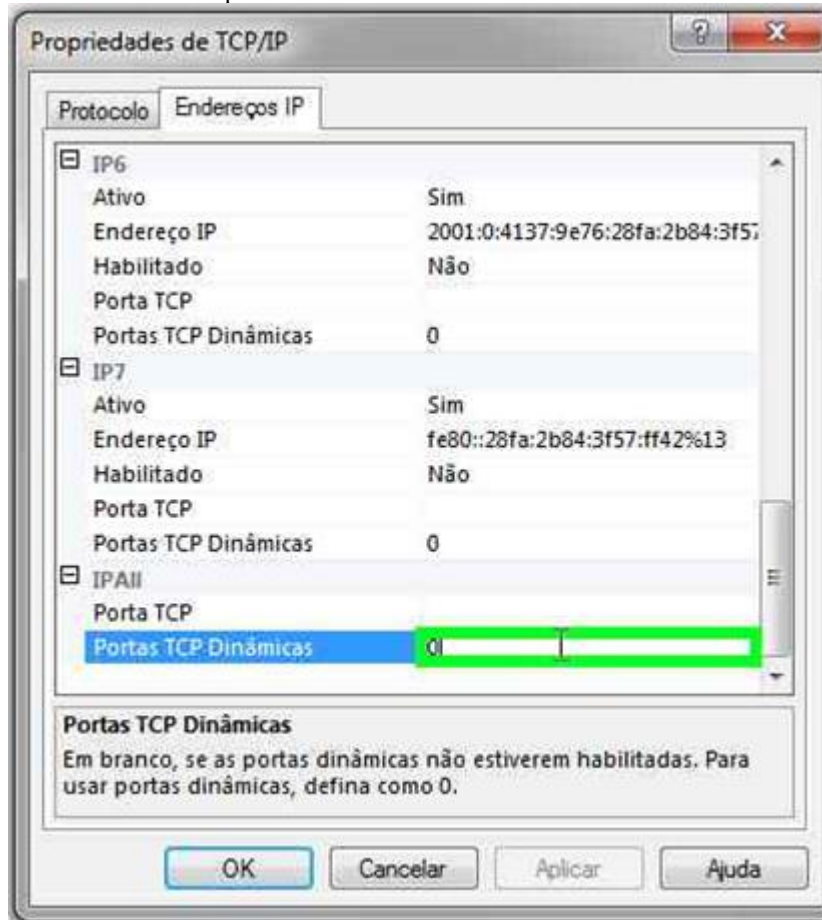 Propriedades de TCP/IP
Protocolo Endereços IP
IP6
Ativo Sim
Endereço IP 2001:0:4137:9e76:28fa:2b84:3f57
Habilitado Não
Porta TCP
Portas TCP Dinâmicas 0
IP7
Ativo Sim
Endereço IP fe80::28fa:2b84:3f57:ff42%13
Habilitado Não
Porta TCP
Portas TCP Dinâmicas 0
IPAll
Porta TCP
Portas TCP Dinâmicas 0
Portas TCP Dinâmicas
Em branco, se as portas dinâmicas não estiverem habilitadas. Para
usar portas dinâmicas, defina como 0.
OK Cancelar Aplicar Ajuda